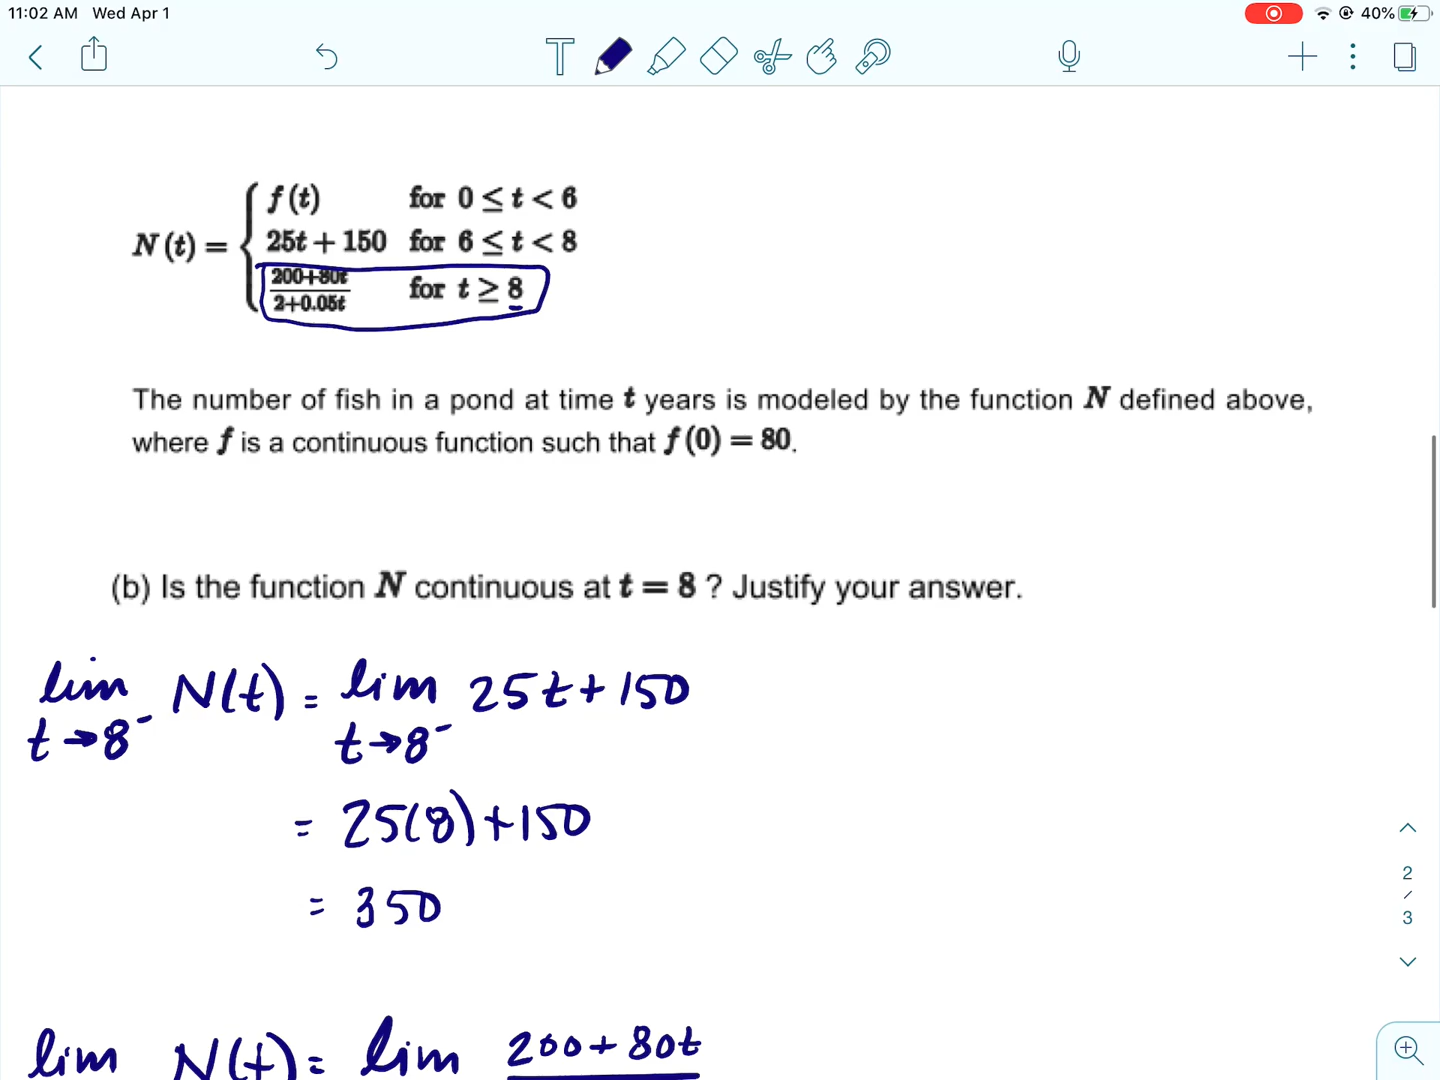 11:02 AM Wed Apr 1 40%
T
N(t) = { f(t) for 0 ≤ t < 6
25t + 150 for 6 ≤ t < 8
200+80t / 2+0.05t for t ≥ 8
The number of fish in a pond at time t years is modeled by the function N defined above,
where f is a continuous function such that f(0) = 80.
(b) Is the function N continuous at t = 8 ? Justify your answer.
lim t→8⁻ N(t) = lim t→8⁻ 25t + 150
= 25(8) + 150
= 350
2
/
3
lim N(t) = lim 200 + 80t